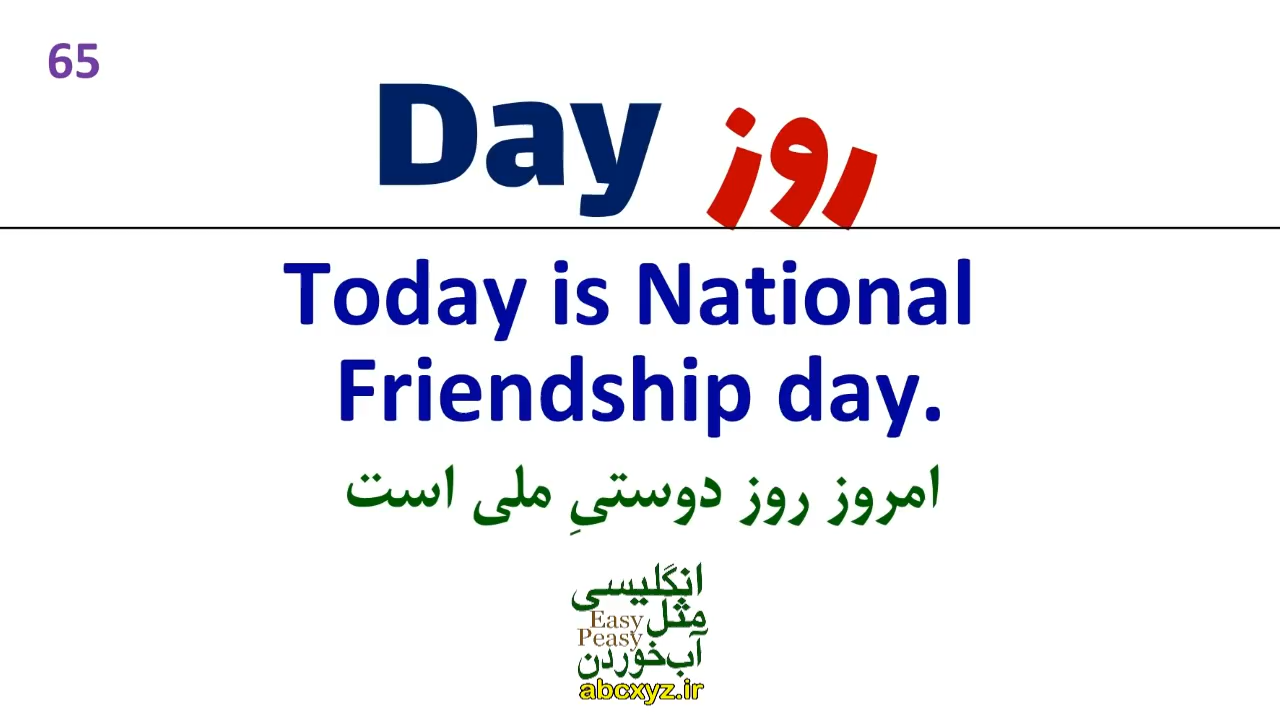 65
Day روز
Today is National
Friendship day.
امروز روز دوستیِ ملی است
انگلیسی
مثل Easy
Peasy
آب‌خوردن
abcxyz.ir